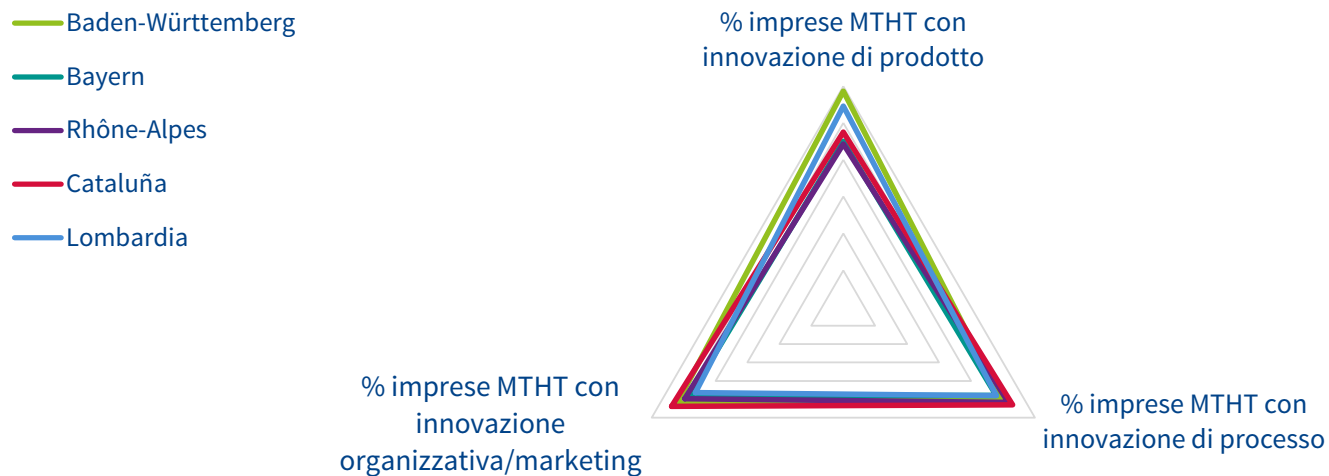 Baden-Württemberg
Bayern
Rhône-Alpes
Cataluña
Lombardia
% imprese MTHT con
innovazione di prodotto
% imprese MTHT con
innovazione
organizzativa/marketing
% imprese MTHT con
innovazione di processo